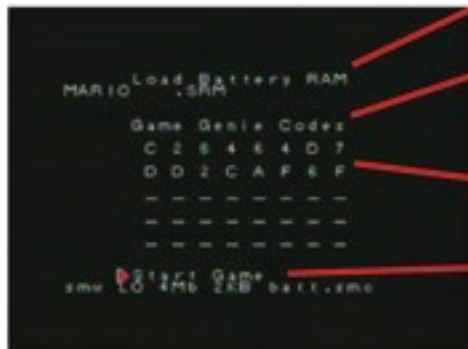 Load Battery RAM
MARIO .SRM
Game Genie Codes
C 2 6 4 6 4 D 7
D D 2 C A F 6 F
_ _ _ _ _ _ _ _
_ _ _ _ _ _ _ _
_ _ _ _ _ _ _ _
Start Game
smw LO 4Mb 2kB batt.smc